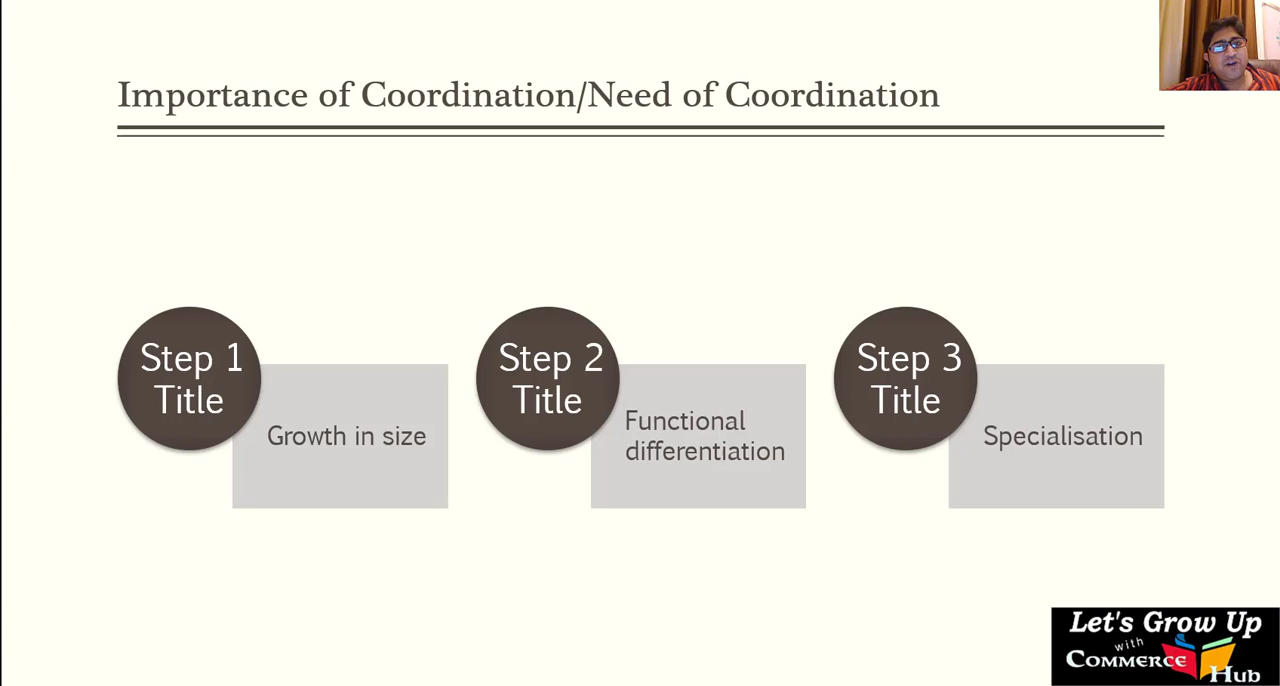 Importance of Coordination/Need of Coordination
Step 1
Title
Growth in size
Step 2
Title
Functional
differentiation
Step 3
Title
Specialisation
Let's Grow Up
with
Commerce
Hub